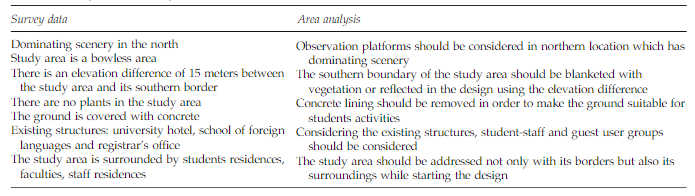 Survey data
Area analysis
Dominating scenery in the north
Study area is a bowless area
There is an elevation difference of 15 meters between
the study area and its southern border
There are no plants in the study area
The ground is covered with concrete
Existing structures: university hotel, school of foreign
languages and registrar's office
The study area is surrounded by students residences,
faculties, staff residences
Observation platforms should be considered in northern location which has
dominating scenery
The southern boundary of the study area should be blanketed with
vegetation or reflected in the design using the elevation difference
Concrete lining should be removed in order to make the ground suitable for
students activities
Considering the existing structures, student-staff and guest user groups
should be considered
The study area should be addressed not only with its borders but also its
surroundings while starting the design